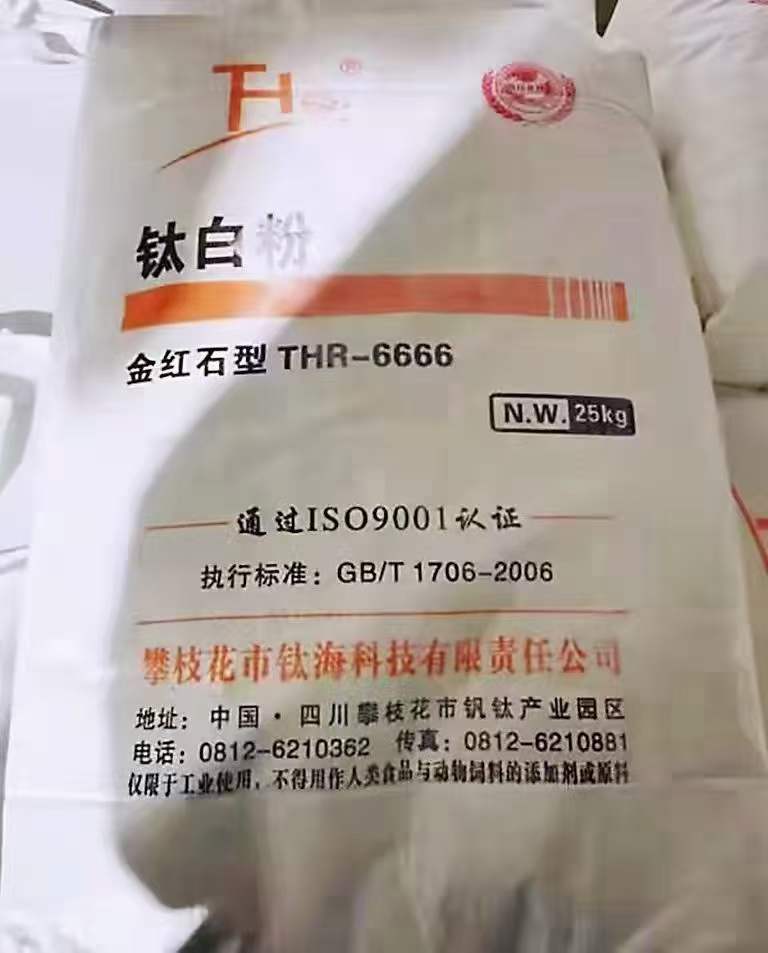 TH ®
钛白粉
金红石型 THR-6666
N.W. 25kg
通过ISO9001认证
执行标准：GB/T 1706-2006
攀枝花市钛海科技有限责任公司
地址：中国·四川攀枝花市钒钛产业园区
电话：0812-6210362 传真：0812-6210881
仅限于工业使用，不得用作人类食品与动物饲料的添加剂或原料